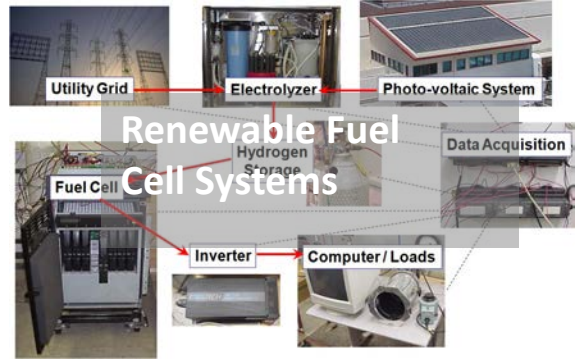 Utility Grid
Electrolyzer
Photo-voltaic System
Renewable Fuel
Cell Systems
Hydrogen
Storage
Data Acquisition
Fuel Cell
Inverter
Computer / Loads